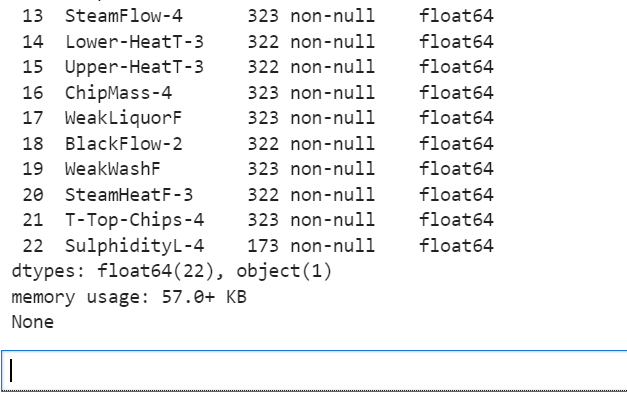 13 SteamFlow-4 323 non-null float64
14 Lower-HeatT-3 322 non-null float64
15 Upper-HeatT-3 322 non-null float64
16 ChipMass-4 323 non-null float64
17 WeakLiquorF 323 non-null float64
18 BlackFlow-2 322 non-null float64
19 WeakWashF 323 non-null float64
20 SteamHeatF-3 322 non-null float64
21 T-Top-Chips-4 323 non-null float64
22 SulphidityL-4 173 non-null float64
dtypes: float64(22), object(1)
memory usage: 57.0+ KB
None